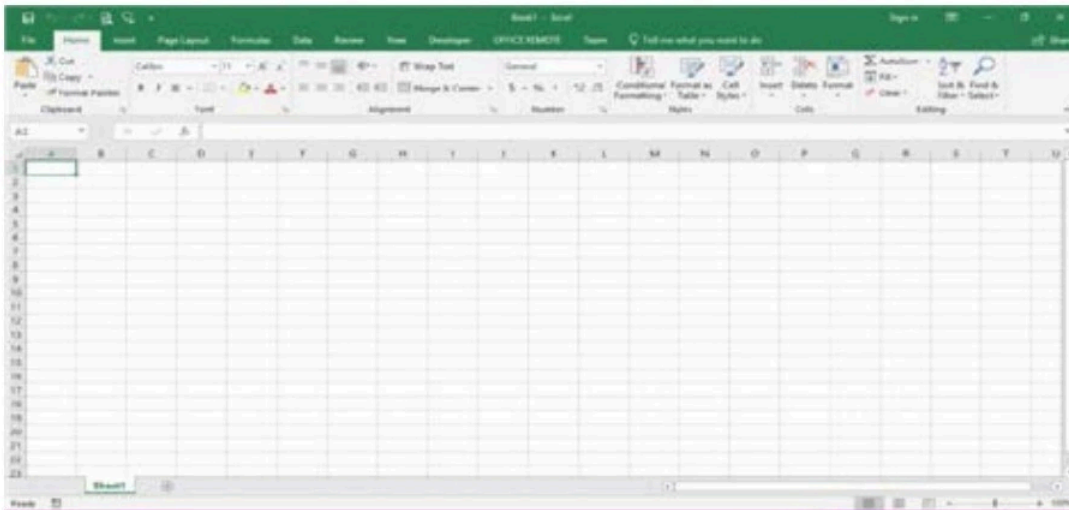 Book1 - Excel Sign in
File Home Insert Page Layout Formulas Data Review View Developer OFFICE REMOTE Team Tell me what you want to do Share
Cut Calibri 11 Wrap Text General AutoSum
Copy Fill
Paste Format Painter Merge & Center Conditional Format as Cell Insert Delete Format Clear Sort & Find &
Formatting Table Styles Filter Select
Clipboard Font Alignment Number Styles Cells Editing
A B C D E F G H I J K L M N O P Q R S T U
1
2
3
4
5
6
7
8
9
10
11
12
13
14
15
16
17
18
19
20
21
22
23
Sheet1
Ready 100%